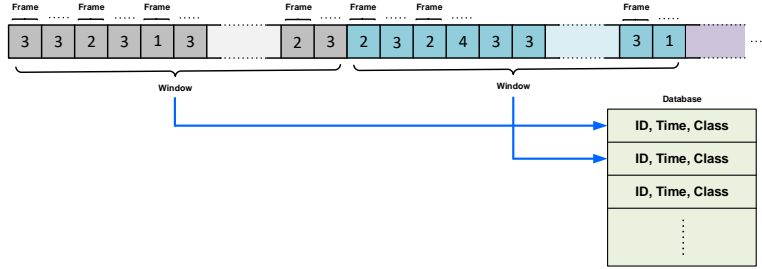 Frame ..... Frame ..... Frame ..... Frame ..... Frame ..... Frame ..... Frame .....
3 3 2 3 1 3 2 3 2 3 2 4 3 3 3 1 ...
Window Window
Database
ID, Time, Class
ID, Time, Class
ID, Time, Class